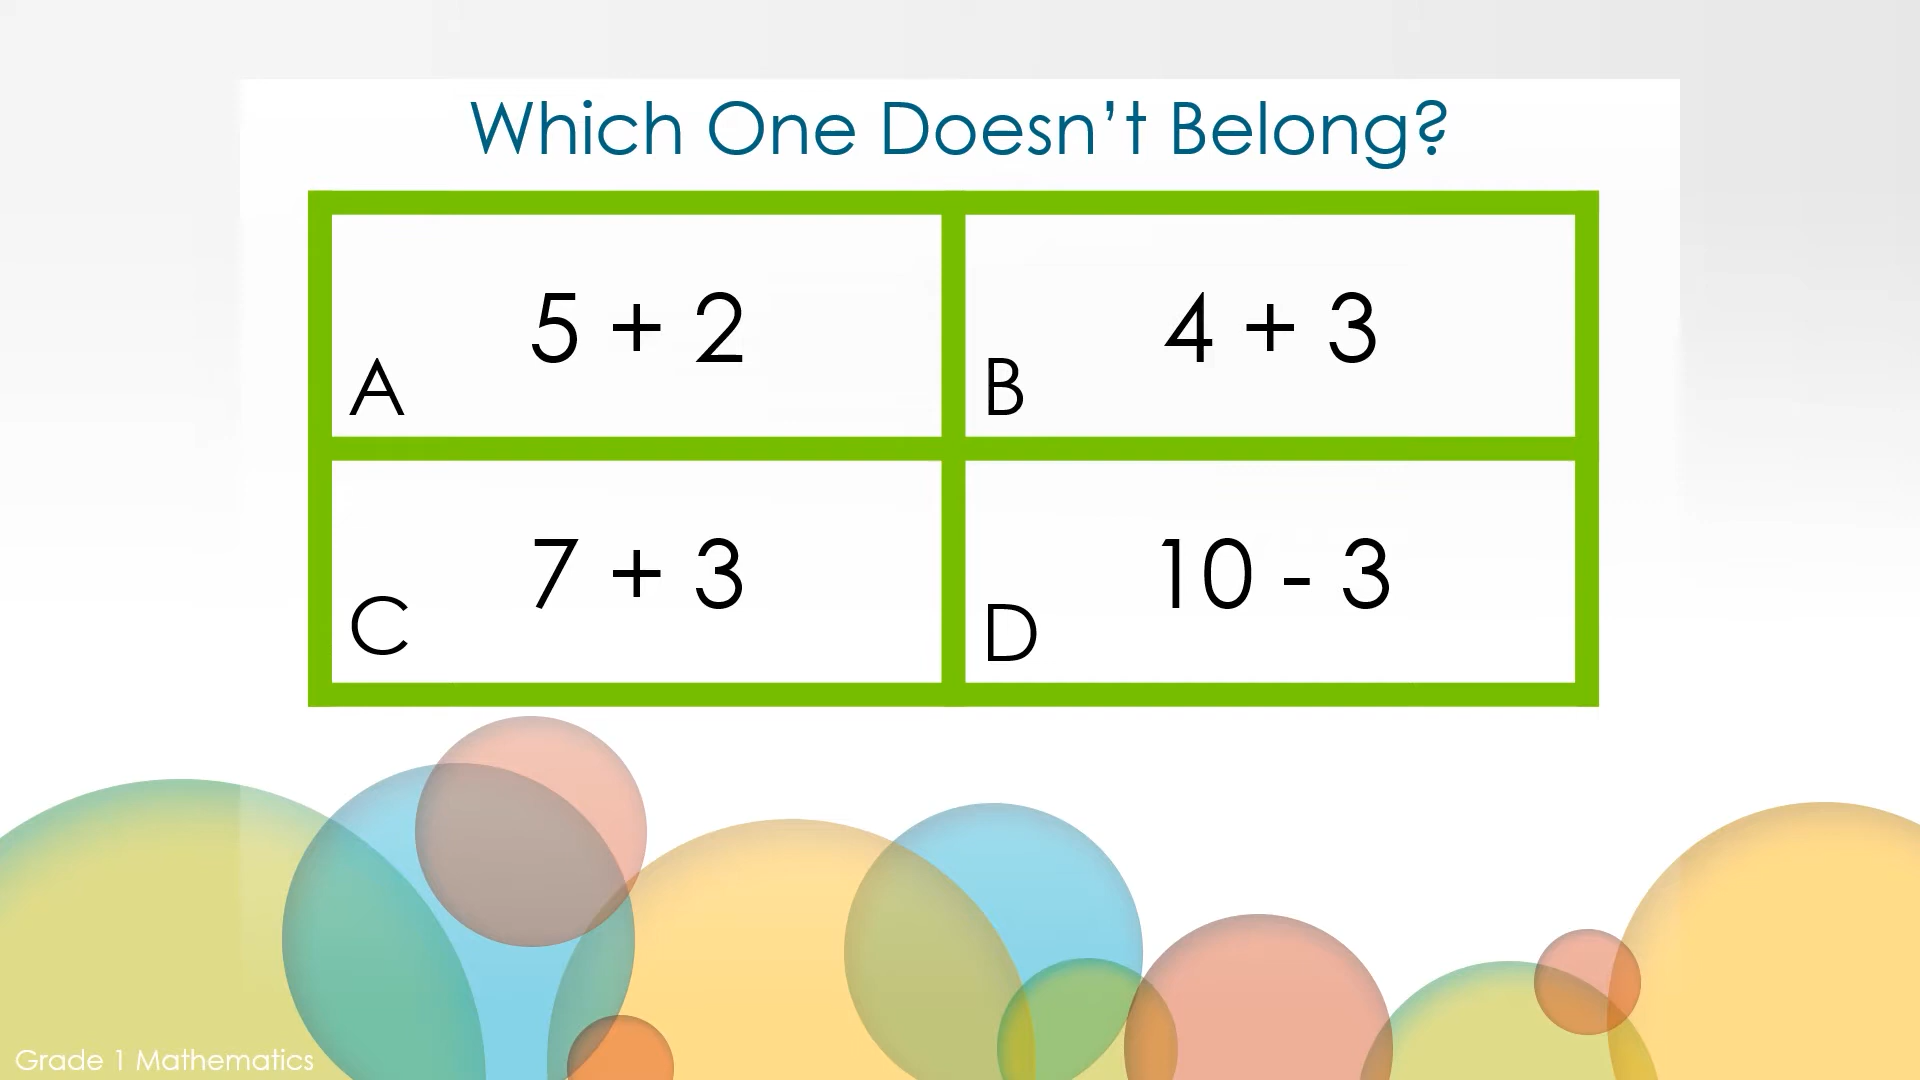 Which One Doesn’t Belong?
5 + 2
A
4 + 3
B
7 + 3
C
10 - 3
D
Grade 1 Mathematics